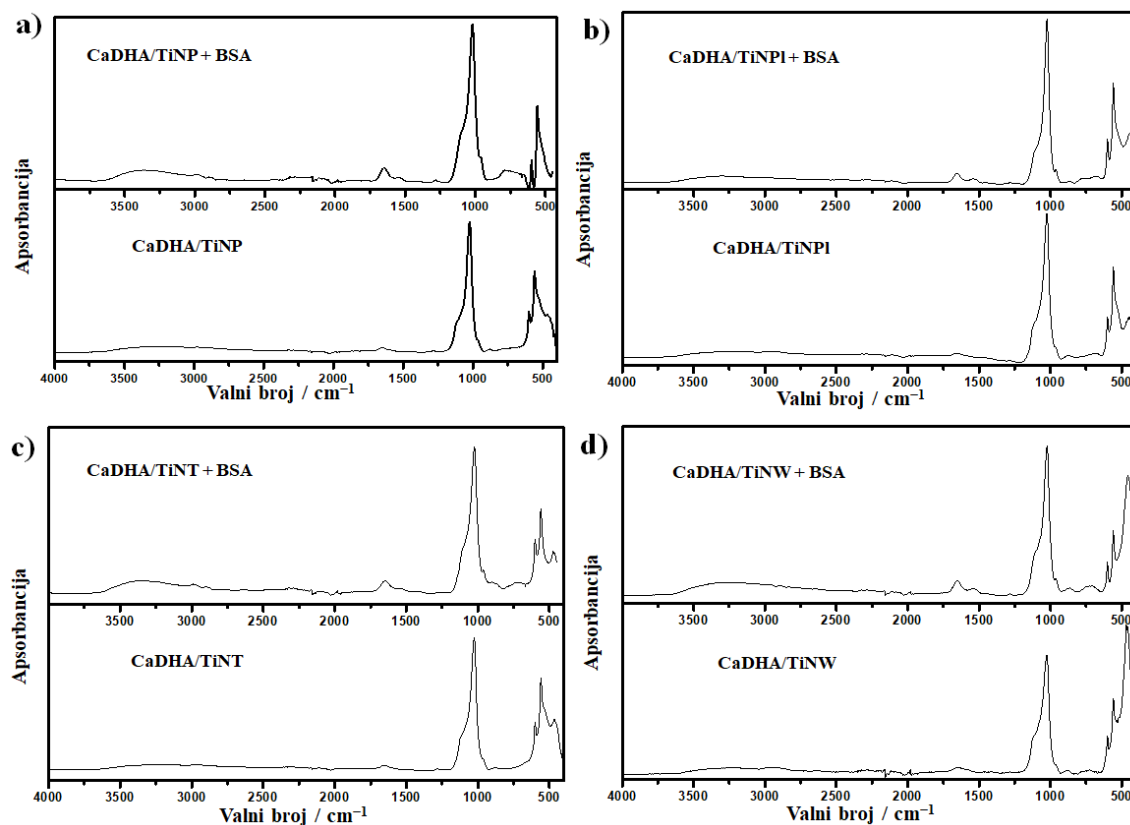 a)
CaDHA/TiNP + BSA
3500 3000 2500 2000 1500 1000 500
CaDHA/TiNP
4000 3500 3000 2500 2000 1500 1000 500
Apsorbancija
Valni broj / cm⁻¹
b)
CaDHA/TiNPl + BSA
3500 3000 2500 2000 1500 1000 500
CaDHA/TiNPl
4000 3500 3000 2500 2000 1500 1000 500
Apsorbancija
Valni broj / cm⁻¹
c)
CaDHA/TiNT + BSA
3500 3000 2500 2000 1500 1000 500
CaDHA/TiNT
4000 3500 3000 2500 2000 1500 1000 500
Apsorbancija
Valni broj / cm⁻¹
d)
CaDHA/TiNW + BSA
3500 3000 2500 2000 1500 1000 500
CaDHA/TiNW
4000 3500 3000 2500 2000 1500 1000 500
Apsorbancija
Valni broj / cm⁻¹